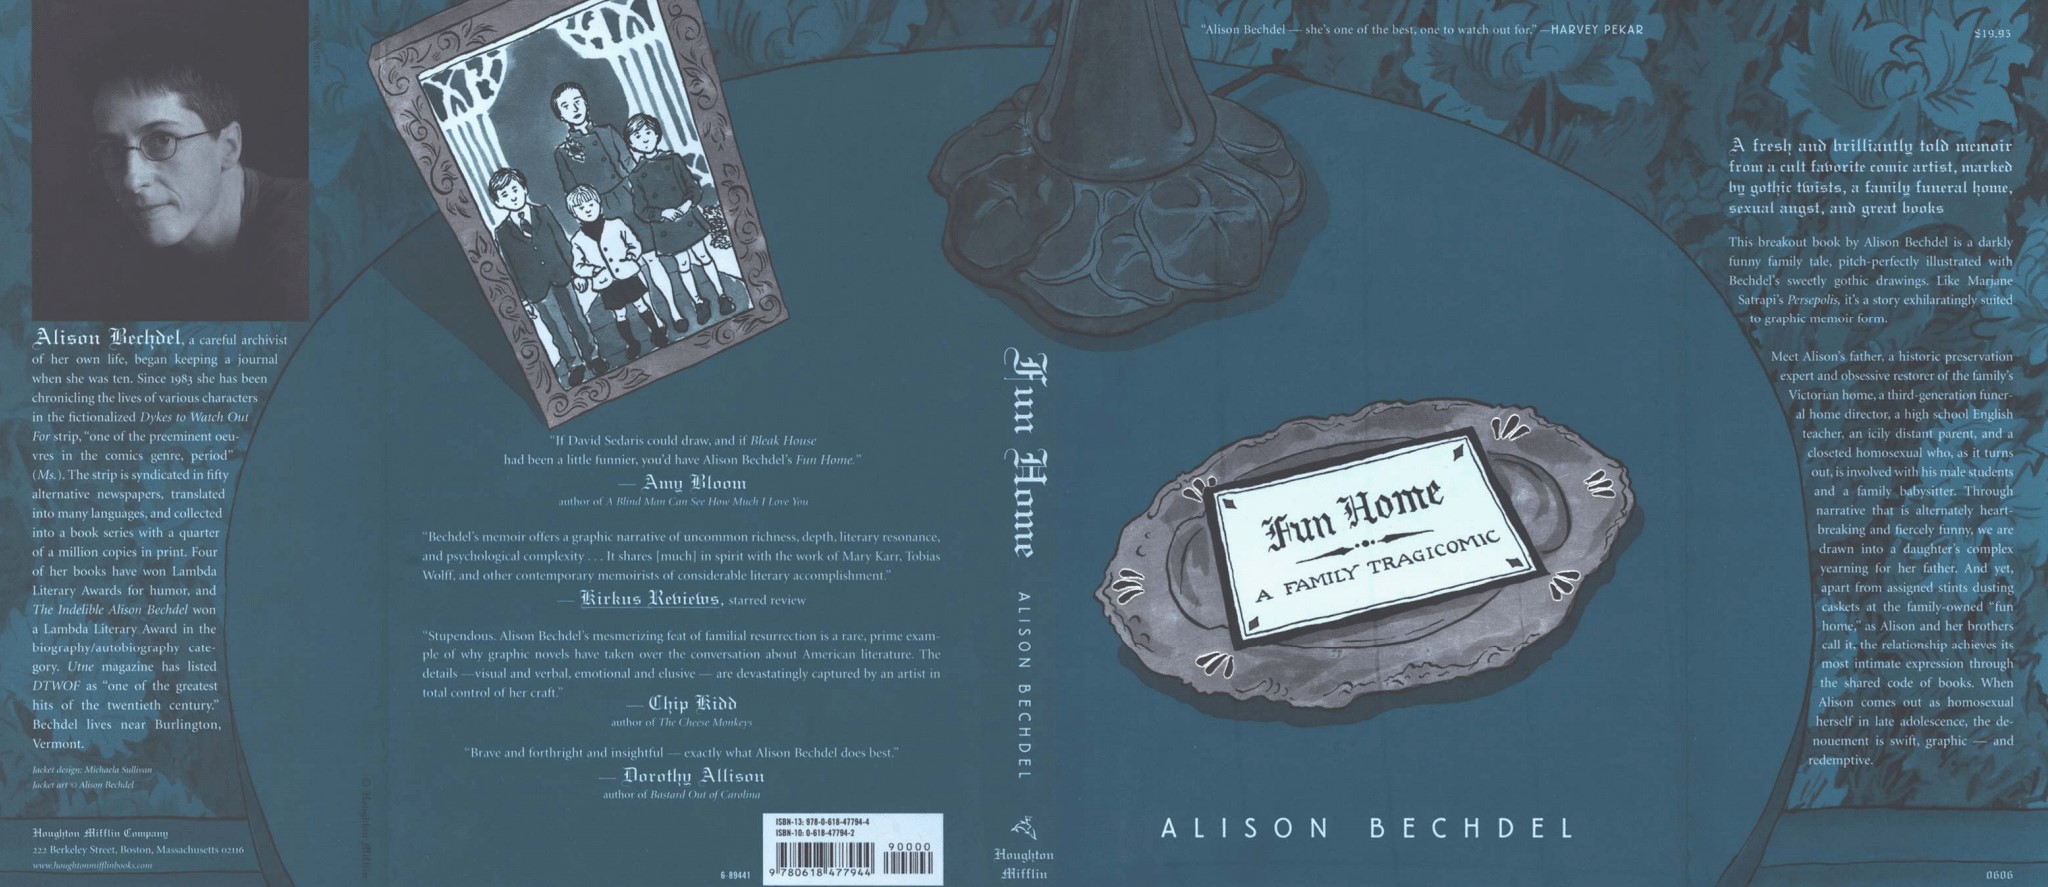 Alison Bechdel, a careful archivist
of her own life, began keeping a journal
when she was ten. Since 1983 she has been
chronicling the lives of various characters
in the fictionalized Dykes to Watch Out
For strip, “one of the preeminent oeu-
vres in the comics genre, period”
(Ms.). The strip is syndicated in fifty
alternative newspapers, translated
into many languages, and collected
into a book series with a quarter
of a million copies in print. Four
of her books have won Lambda
Literary Awards for humor, and
The Indelible Alison Bechdel won
a Lambda Literary Award in the
biography/autobiography cate-
gory. Utne magazine has listed
DTWOF as “one of the greatest
hits of the twentieth century.”
Bechdel lives near Burlington,
Vermont.
Jacket design: Michaela Sullivan
Jacket art © Alison Bechdel
Houghton Mifflin Company
222 Berkeley Street, Boston, Massachusetts 02116
www.houghtonmifflinbooks.com
“If David Sedaris could draw, and if Bleak House
had been a little funnier, you’d have Alison Bechdel’s Fun Home.”
— Amy Bloom
author of A Blind Man Can See How Much I Love You
“Bechdel’s memoir offers a graphic narrative of uncommon richness, depth, literary resonance,
and psychological complexity . . . It shares [much] in spirit with the work of Mary Karr, Tobias
Wolff, and other contemporary memoirists of considerable literary accomplishment.”
— Kirkus Reviews, starred review
“Stupendous. Alison Bechdel’s mesmerizing feat of familial resurrection is a rare, prime exam-
ple of why graphic novels have taken over the conversation about American literature. The
details — visual and verbal, emotional and elusive — are devastatingly captured by an artist in
total control of her craft.”
— Chip Kidd
author of The Cheese Monkeys
“Brave and forthright and insightful — exactly what Alison Bechdel does best.”
— Dorothy Allison
author of Bastard Out of Carolina
6-89441
ISBN-13: 978-0-618-47794-4
ISBN-10: 0-618-47794-2
90000
9 780618 477944
Fun Home ALISON BECHDEL
Houghton
Mifflin
“Alison Bechdel — she’s one of the best, one to watch out for.” —HARVEY PEKAR
Fun Home
A FAMILY TRAGICOMIC
ALISON BECHDEL
$19.95
A fresh and brilliantly told memoir
from a cult favorite comic artist, marked
by gothic twists, a family funeral home,
sexual angst, and great books
This breakout book by Alison Bechdel is a darkly
funny family tale, pitch-perfectly illustrated with
Bechdel’s sweetly gothic drawings. Like Marjane
Satrapi’s Persepolis, it’s a story exhilaratingly suited
to graphic memoir form.
Meet Alison’s father, a historic preservation
expert and obsessive restorer of the family’s
Victorian home, a third-generation funer-
al home director, a high school English
teacher, an icily distant parent, and a
closeted homosexual who, as it turns
out, is involved with his male students
and a family babysitter. Through
narrative that is alternately heart-
breaking and fiercely funny, we are
drawn into a daughter’s complex
yearning for her father. And yet,
apart from assigned stints dusting
caskets at the family-owned “fun
home,” as Alison and her brothers
call it, the relationship achieves its
most intimate expression through
the shared code of books. When
Alison comes out as homosexual
herself in late adolescence, the de-
nouement is swift, graphic — and
redemptive.
0606